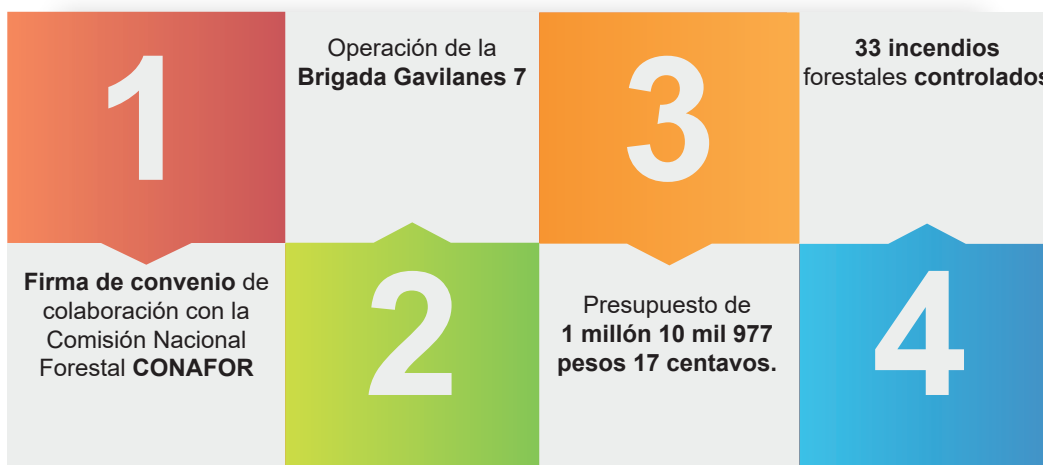 1
Firma de convenio de
colaboración con la
Comisión Nacional
Forestal CONAFOR
Operación de la
Brigada Gavilanes 7
2
3
Presupuesto de
1 millón 10 mil 977
pesos 17 centavos.
33 incendios
forestales controlados
4